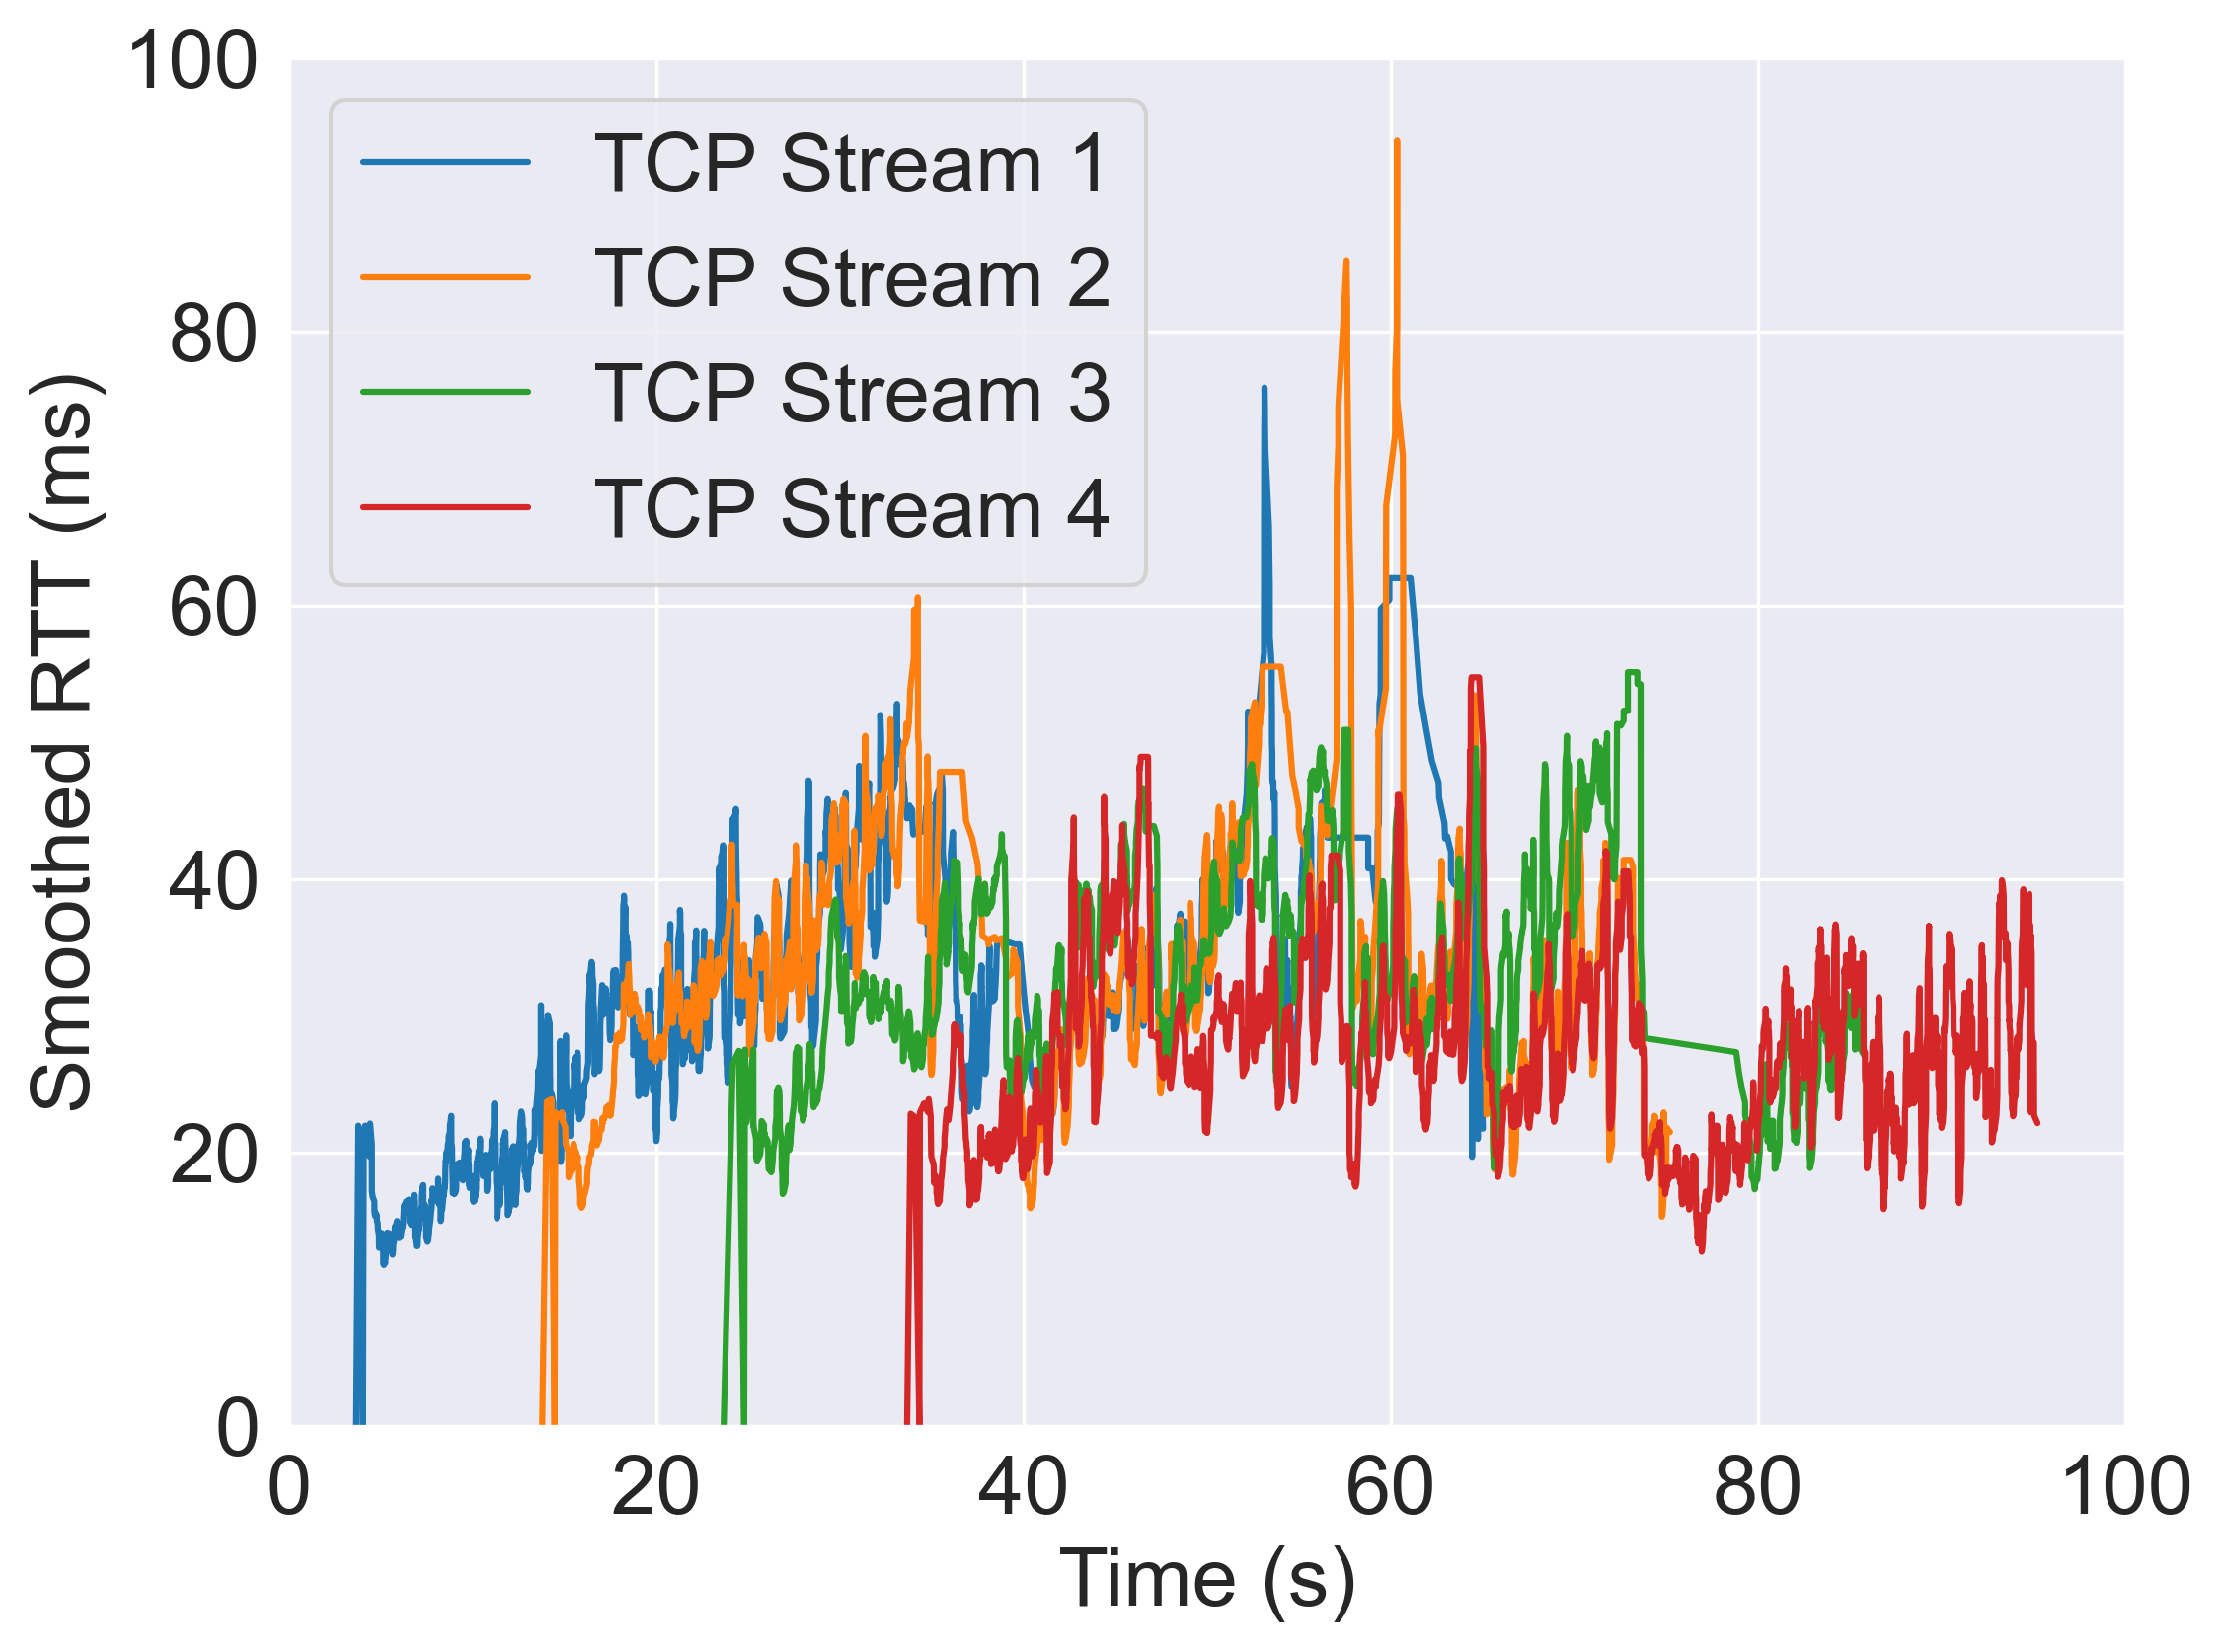 Smoothed RTT (ms)
100
80
60
40
20
0
TCP Stream 1
TCP Stream 2
TCP Stream 3
TCP Stream 4
0 20 40 60 80 100
Time (s)